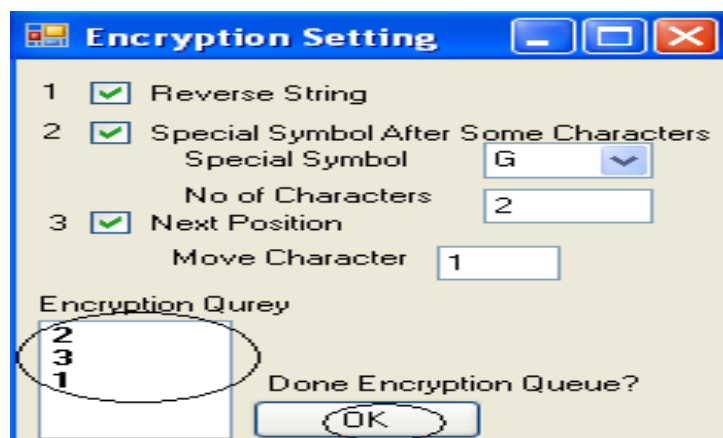 Encryption Setting
1 Reverse String
2 Special Symbol After Some Characters
Special Symbol G
No of Characters 2
3 Next Position
Move Character 1
Encryption Qurey
2
3
1
Done Encryption Queue?
OK